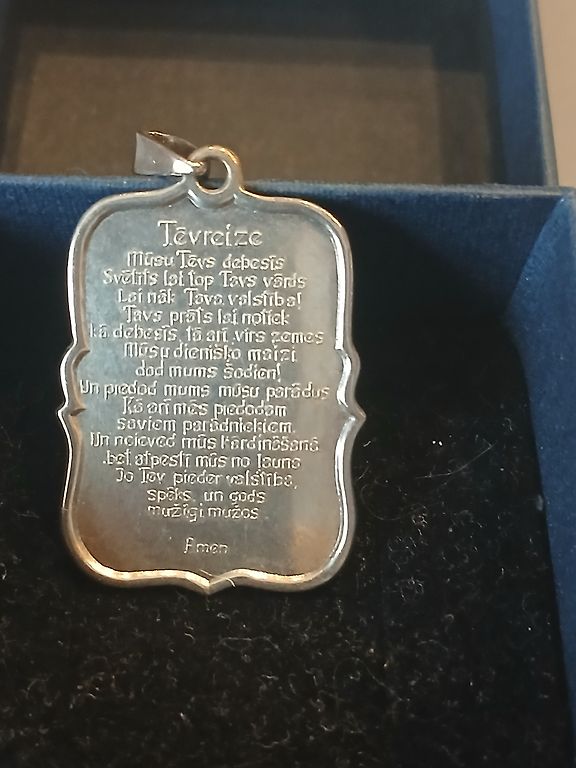 Tēvreize
Mūsu Tēvs debesīs
Svētīts lai top Tavs vārds
Lai nāk Tava valstība!
Tavs prāts lai notiek
kā debesīs, tā arī virs zemes
Mūsu dienišķo maizi
dod mums šodien!
Un piedod mums mūsu parādus
Kā arī mēs piedodam
saviem parādniekiem.
Un neieved mūs kārdināšanā
bet atpestī mūs no ļauna
Jo Tev pieder valstība,
spēks, un gods
mužīgi mužos
Amen